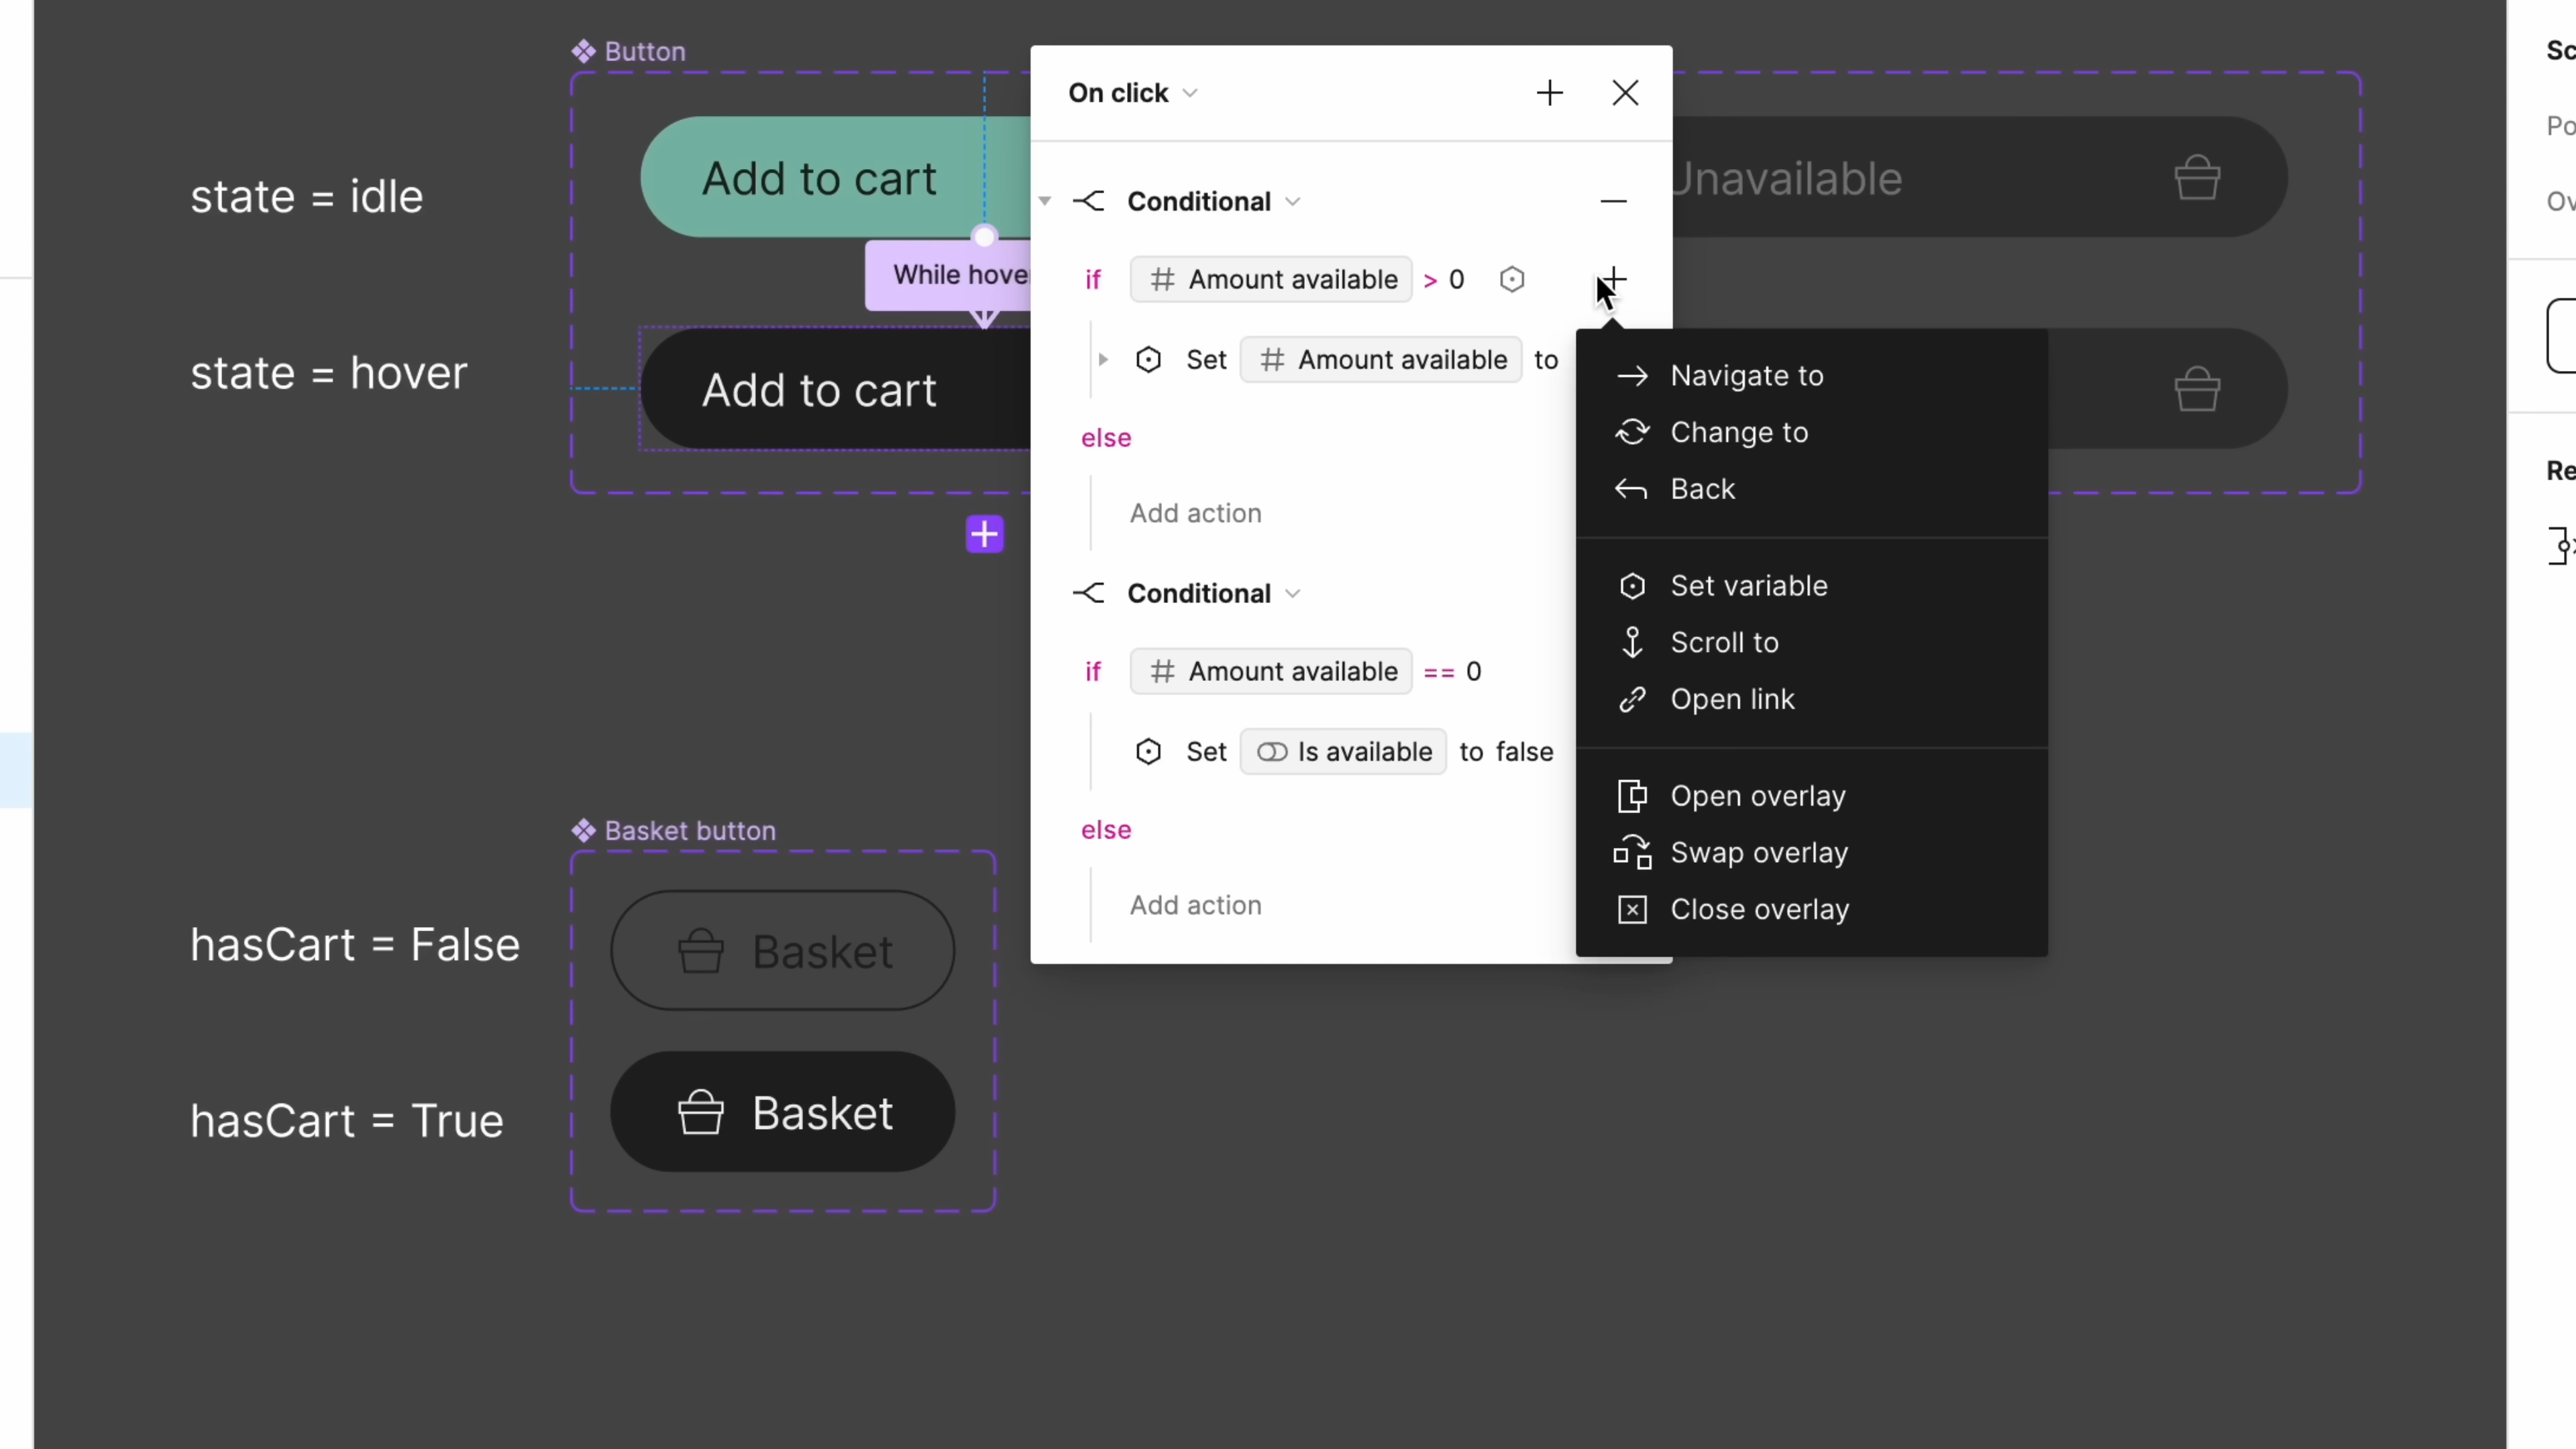 Button
On click
Sc
Add to cart
Unavailable
Po
state = idle
Conditional
Ov
While hove
if # Amount available > 0
state = hover
Add to cart
Set # Amount available to
Navigate to
Change to
Back
else
Re
Add action
Conditional
Set variable
Scroll to
Open link
if # Amount available == 0
Set Is available to false
Open overlay
Swap overlay
Close overlay
else
Add action
Basket button
hasCart = False
Basket
hasCart = True
Basket